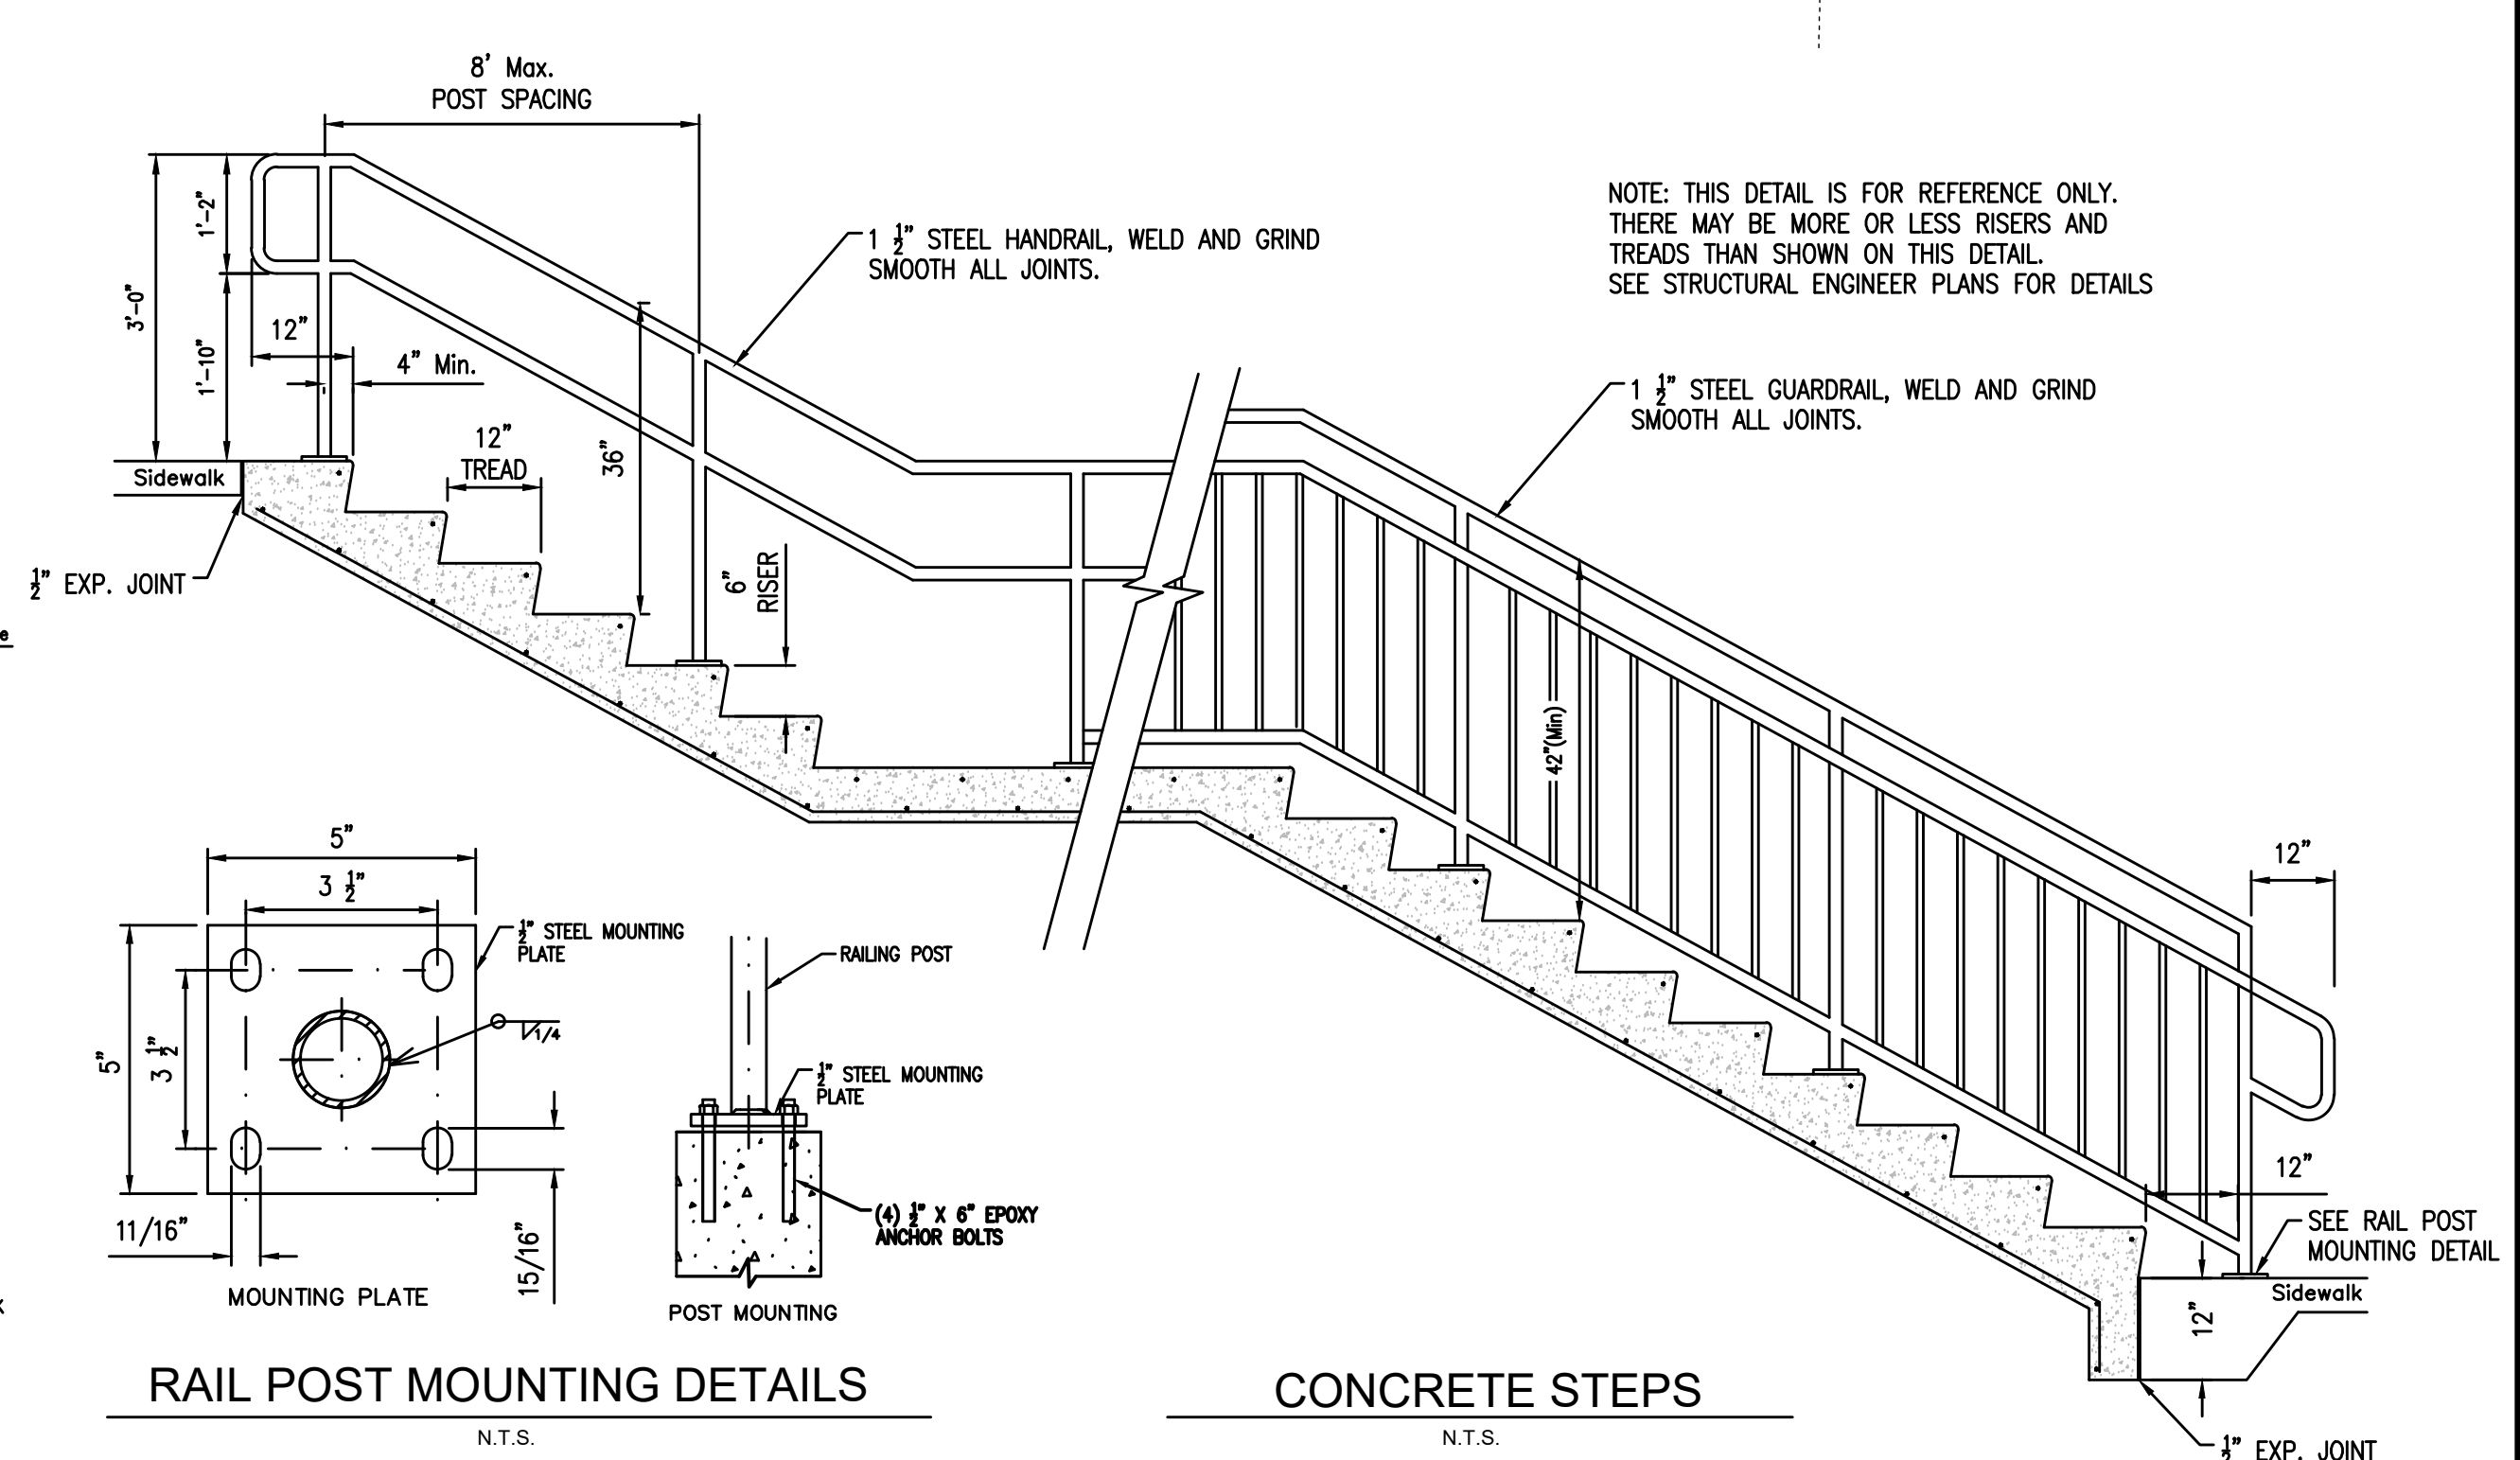 8' Max.
POST SPACING
1'-2"
3'-0"
1'-10"
12"
4" Min.
12"
TREAD
36"
6"
RISER
Sidewalk
½" EXP. JOINT
1 ½" STEEL HANDRAIL, WELD AND GRIND
SMOOTH ALL JOINTS.
NOTE: THIS DETAIL IS FOR REFERENCE ONLY.
THERE MAY BE MORE OR LESS RISERS AND
TREADS THAN SHOWN ON THIS DETAIL.
SEE STRUCTURAL ENGINEER PLANS FOR DETAILS
1 ½" STEEL GUARDRAIL, WELD AND GRIND
SMOOTH ALL JOINTS.
42"(Min)
12"
12"
SEE RAIL POST
MOUNTING DETAIL
Sidewalk
12"
½" EXP. JOINT
5"
3 ½"
½" STEEL MOUNTING
PLATE
5"
3 ½"
1/4
11/16"
15/16"
MOUNTING PLATE
RAILING POST
½" STEEL MOUNTING
PLATE
(4) ½" X 6" EPOXY
ANCHOR BOLTS
POST MOUNTING
RAIL POST MOUNTING DETAILS
N.T.S.
CONCRETE STEPS
N.T.S.